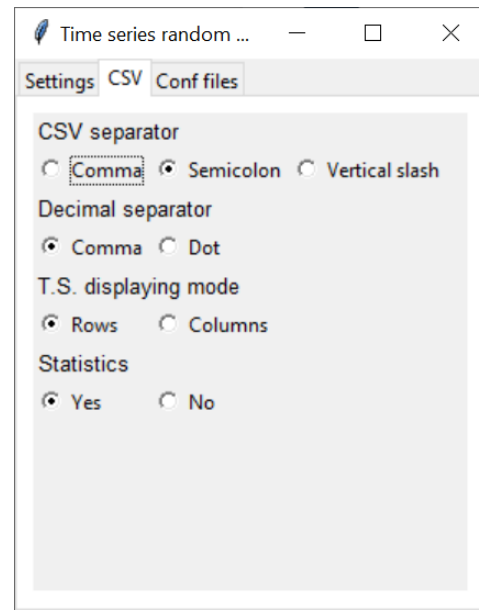 Time series random ...
Settings CSV Conf files
CSV separator
Comma Semicolon Vertical slash
Decimal separator
Comma Dot
T.S. displaying mode
Rows Columns
Statistics
Yes No